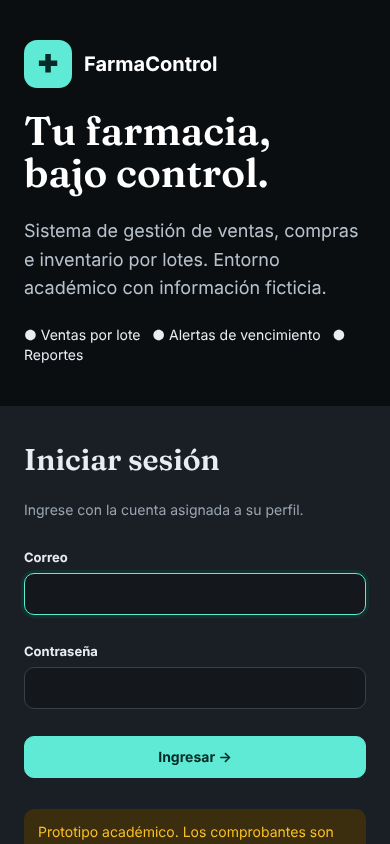 FarmaControl
Tu farmacia,
bajo control.
Sistema de gestión de ventas, compras
e inventario por lotes. Entorno
académico con información ficticia.
● Ventas por lote ● Alertas de vencimiento ●
Reportes
Iniciar sesión
Ingrese con la cuenta asignada a su perfil.
Correo
Contraseña
Ingresar →
Prototipo académico. Los comprobantes son